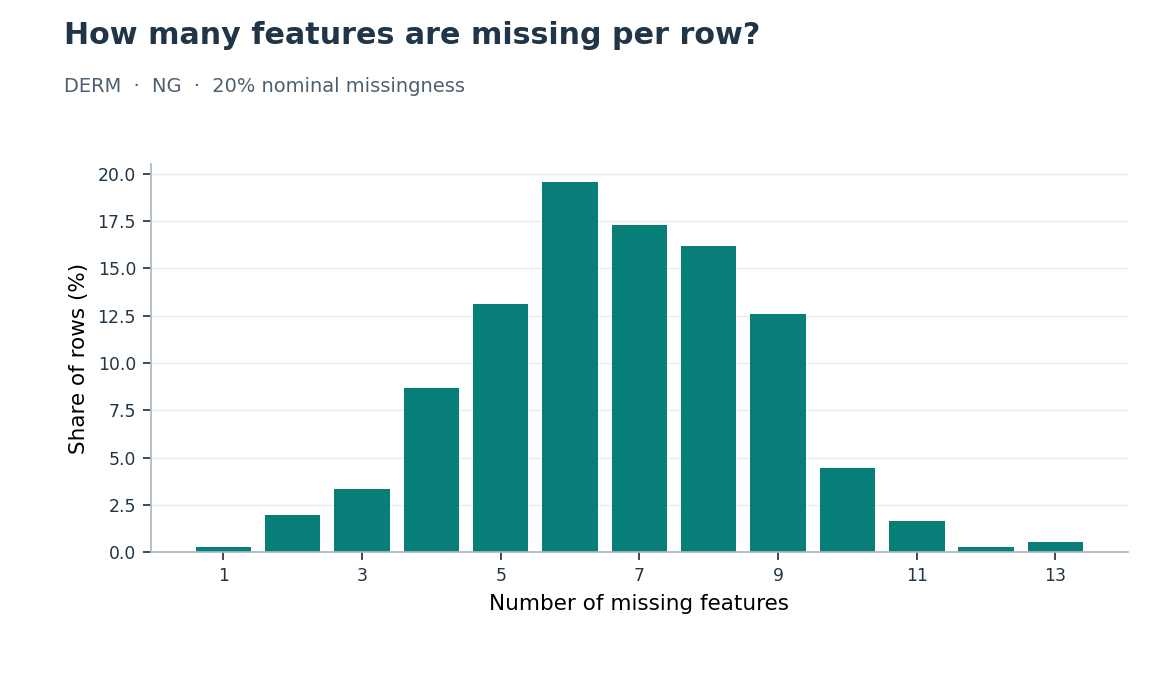 How many features are missing per row?
DERM · NG · 20% nominal missingness
20.0
17.5
15.0
12.5
10.0
7.5
5.0
2.5
0.0
Share of rows (%)
1 3 5 7 9 11 13
Number of missing features